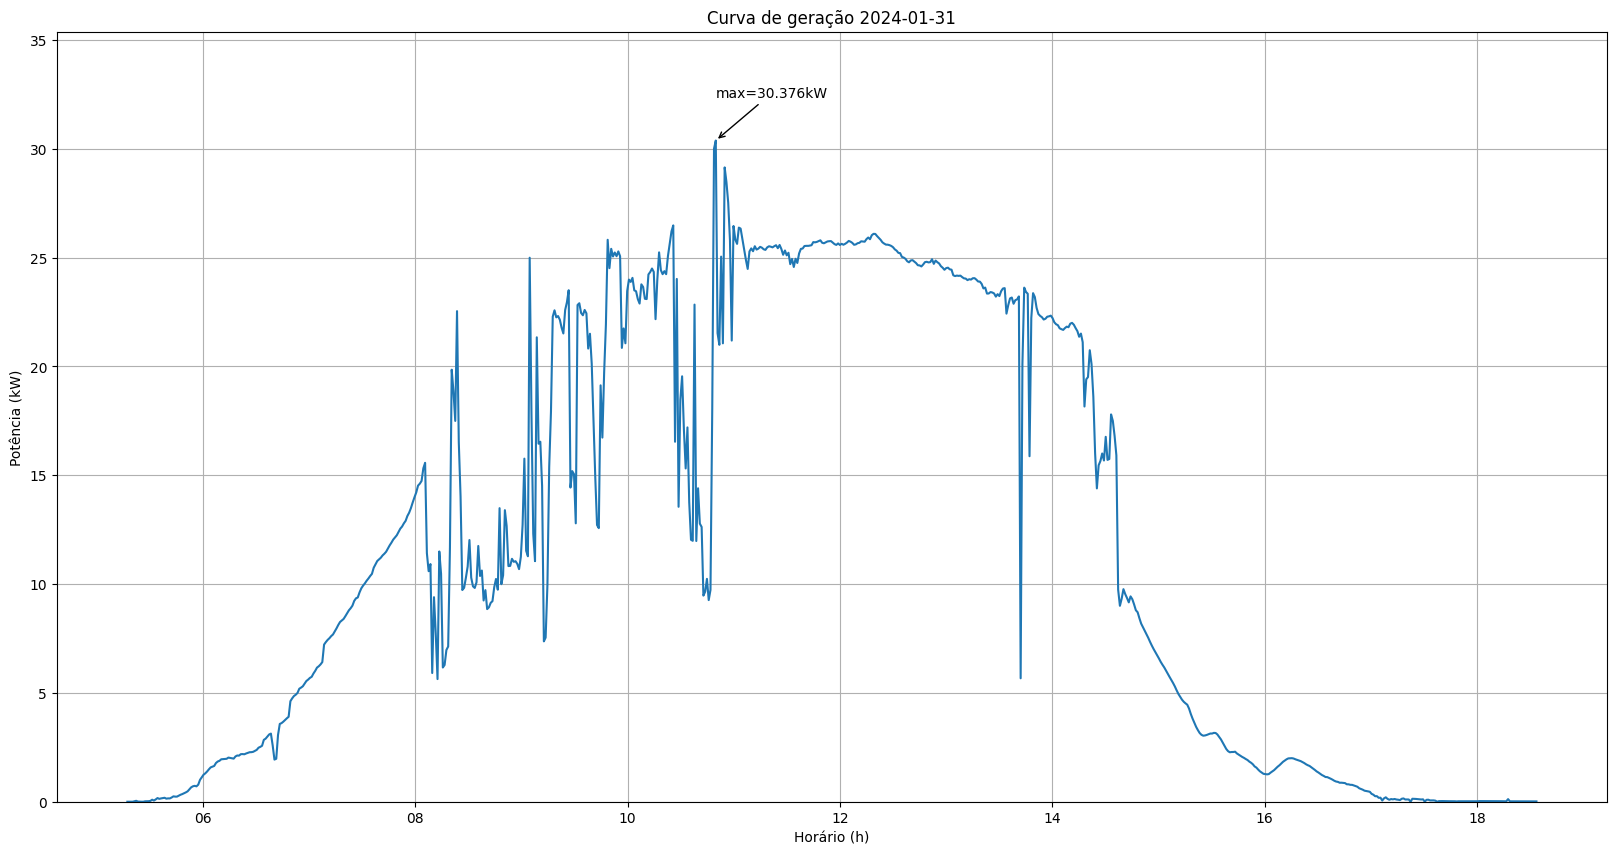 Curva de geração 2024-01-31
35
max=30.376kW
30
25
20
15
10
5
0
Potência (kW)
06 08 10 12 14 16 18
Horário (h)